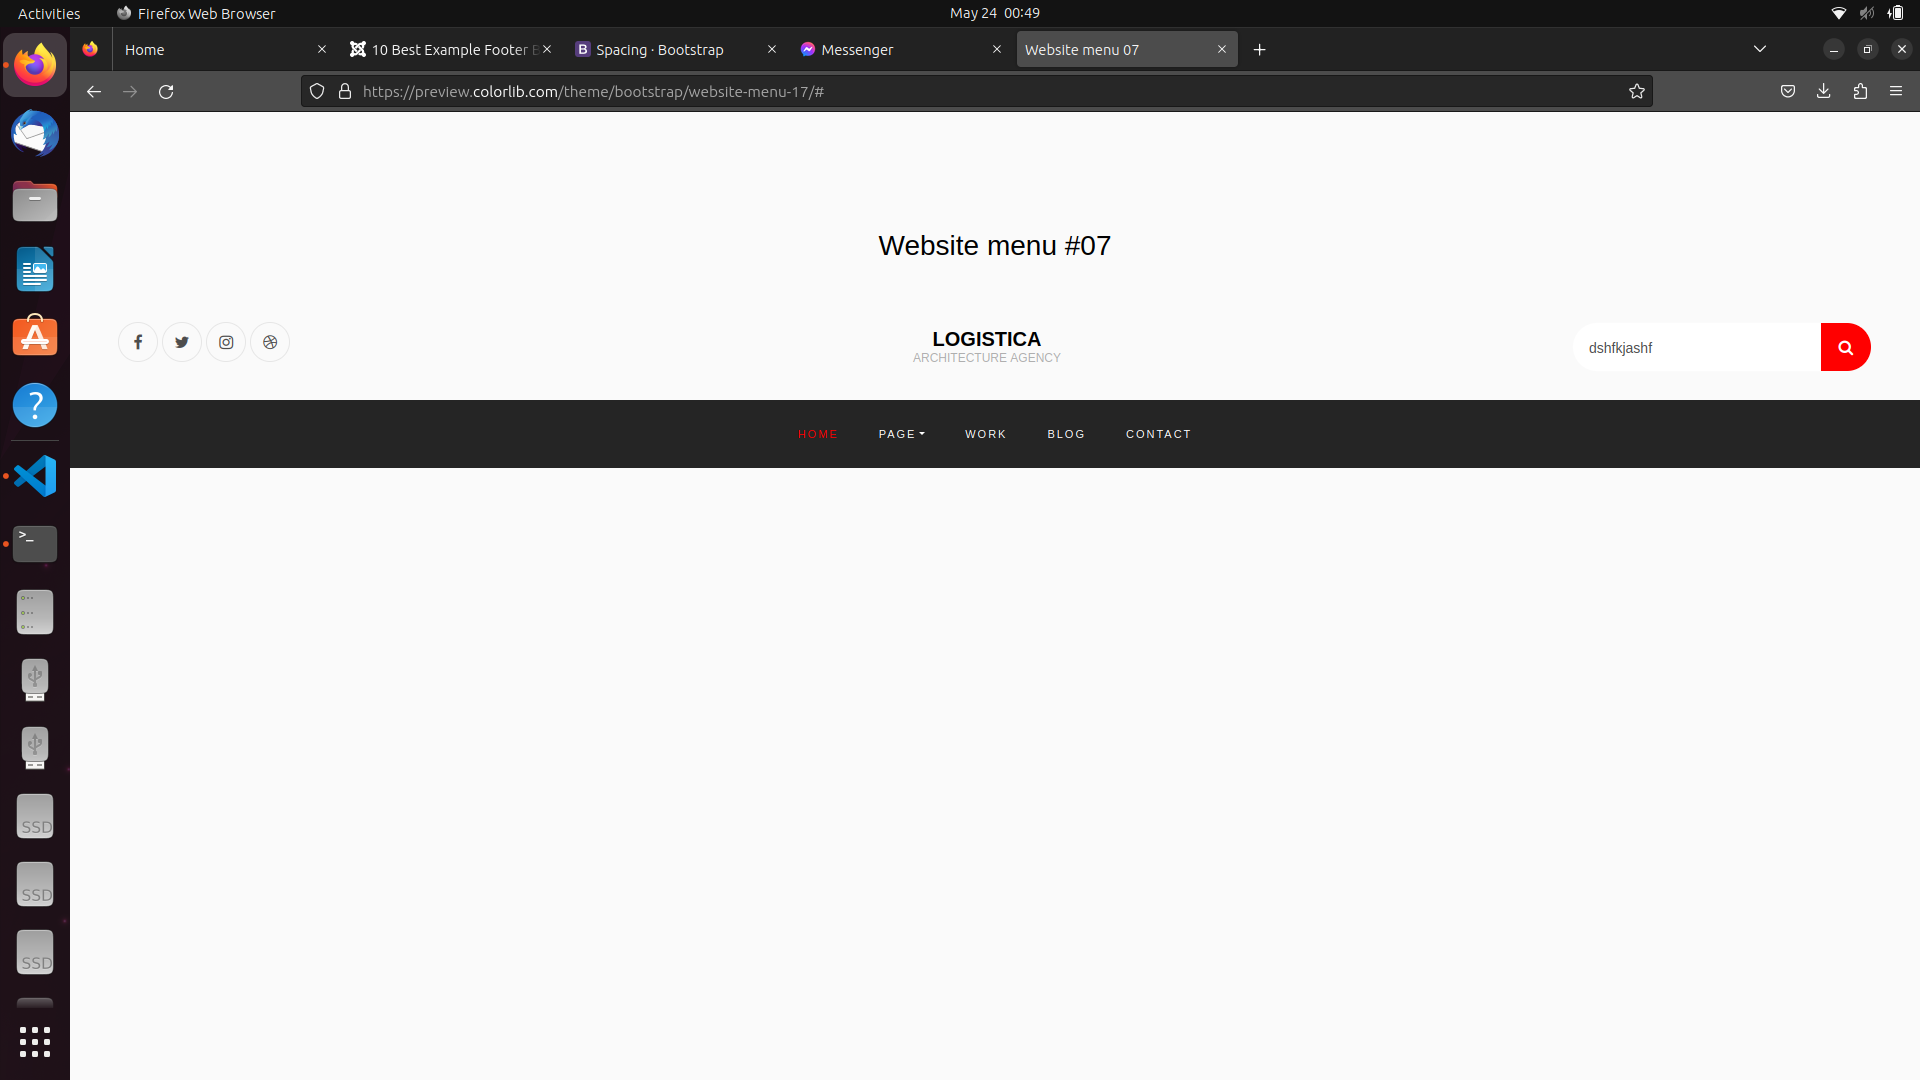 Activities Firefox Web Browser May 24 00:49
Home 10 Best Example Footer Spacing · Bootstrap Messenger Website menu 07
https://preview.colorlib.com/theme/bootstrap/website-menu-17/#
Website menu #07
LOGISTICA
ARCHITECTURE AGENCY
dshfkjashf
HOME PAGE WORK BLOG CONTACT
SSD
SSD
SSD